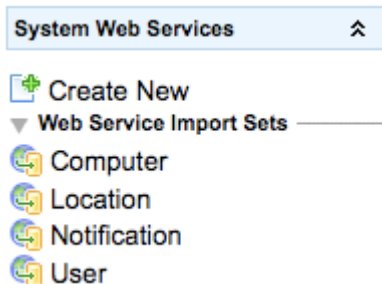 System Web Services
Create New
Web Service Import Sets
Computer
Location
Notification
User